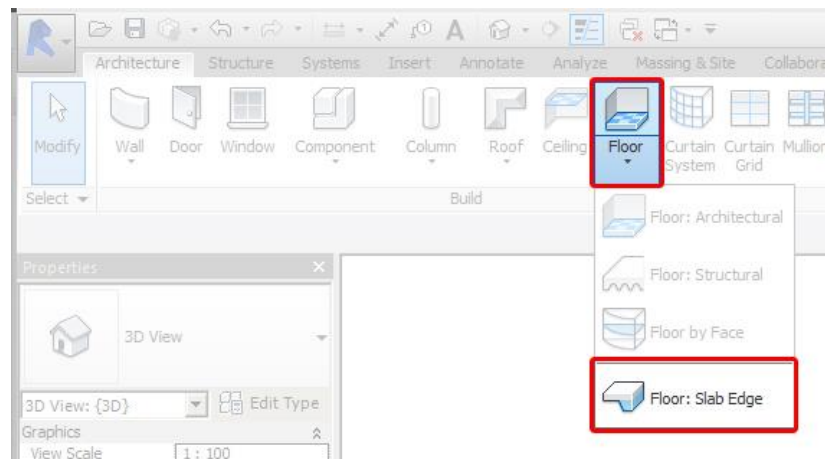 Architecture Structure Systems Insert Annotate Analyze Massing & Site
Modify Wall Door Window Component Column Roof Ceiling Floor Curtain System Curtain Grid Mullion
Select Build
Floor: Architectural
Floor: Structural
Floor by Face
Floor: Slab Edge
Properties
3D View
3D View: {3D} Edit Type
Graphics
View Scale 1 : 100